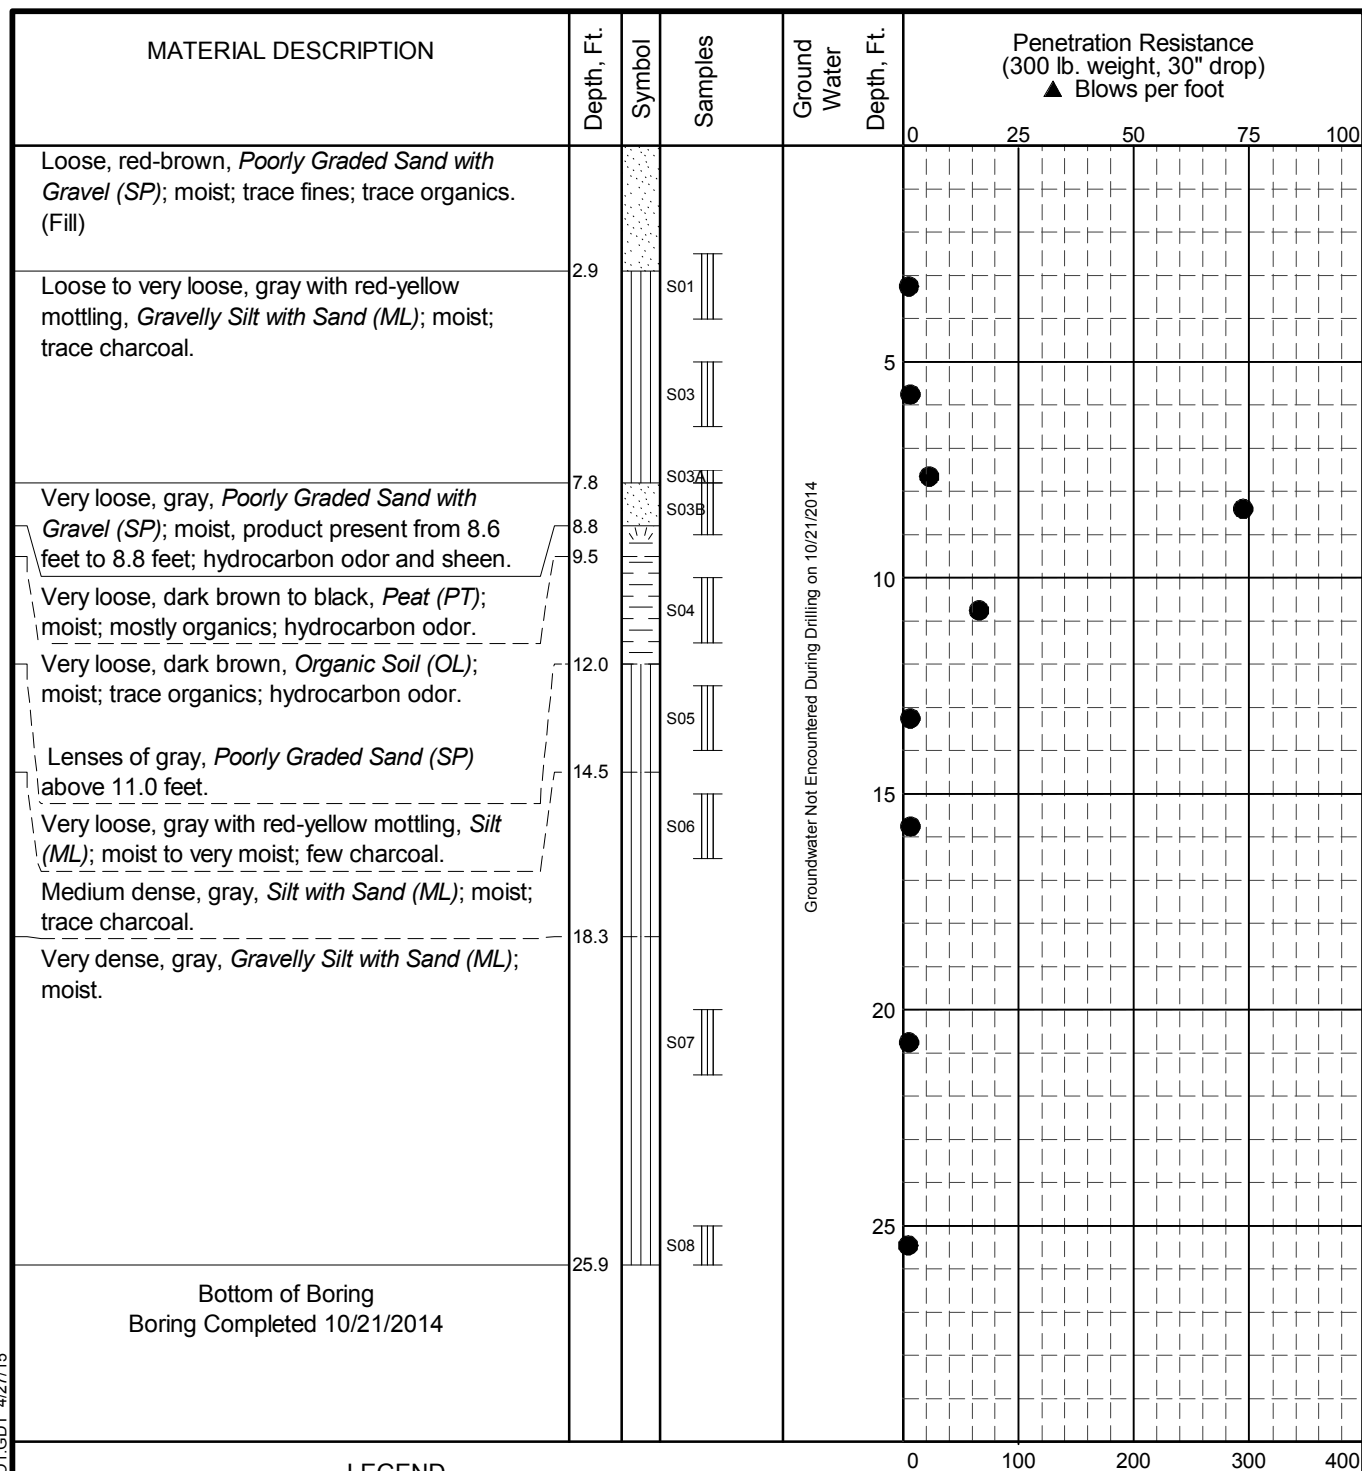 MATERIAL DESCRIPTION
Depth, Ft.
Symbol
Samples
Ground
Water
Depth, Ft.
Penetration Resistance
(300 lb. weight, 30" drop)
▲ Blows per foot
0 25 50 75 100
Loose, red-brown, Poorly Graded Sand with
Gravel (SP); moist; trace fines; trace organics.
(Fill)
2.9
Loose to very loose, gray with red-yellow
mottling, Gravelly Silt with Sand (ML); moist;
trace charcoal.
S01
5
S03
S03A
7.8
Very loose, gray, Poorly Graded Sand with
Gravel (SP); moist, product present from 8.6
feet to 8.8 feet; hydrocarbon odor and sheen.
S03B
8.8
9.5
10
Very loose, dark brown to black, Peat (PT);
moist; mostly organics; hydrocarbon odor.
S04
12.0
Very loose, dark brown, Organic Soil (OL);
moist; trace organics; hydrocarbon odor.
S05
Lenses of gray, Poorly Graded Sand (SP)
above 11.0 feet.
14.5
15
Very loose, gray with red-yellow mottling, Silt
(ML); moist to very moist; few charcoal.
S06
Medium dense, gray, Silt with Sand (ML); moist;
trace charcoal.
18.3
Very dense, gray, Gravelly Silt with Sand (ML);
moist.
Groundwater Not Encountered During Drilling on 10/21/2014
20
S07
25
S08
25.9
Bottom of Boring
Boring Completed 10/21/2014
0 100 200 300 400